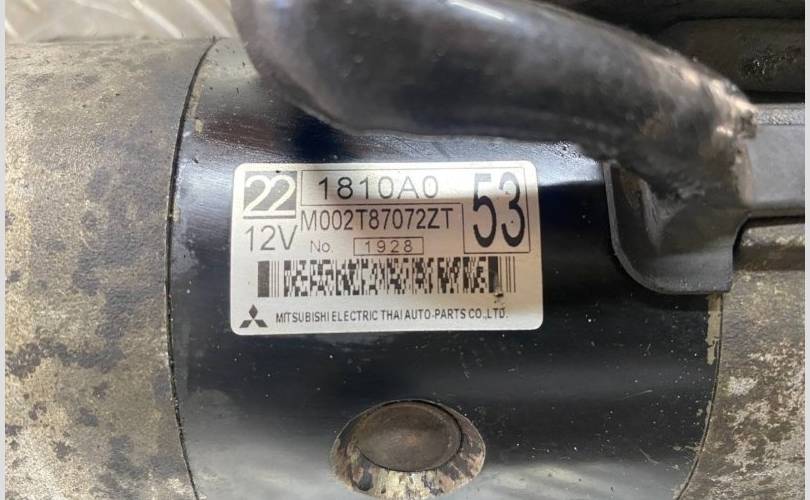 22 1810A0 53
12V M002T87072ZT
No. 1928
MITSUBISHI ELECTRIC THAI AUTO-PARTS CO.,LTD.